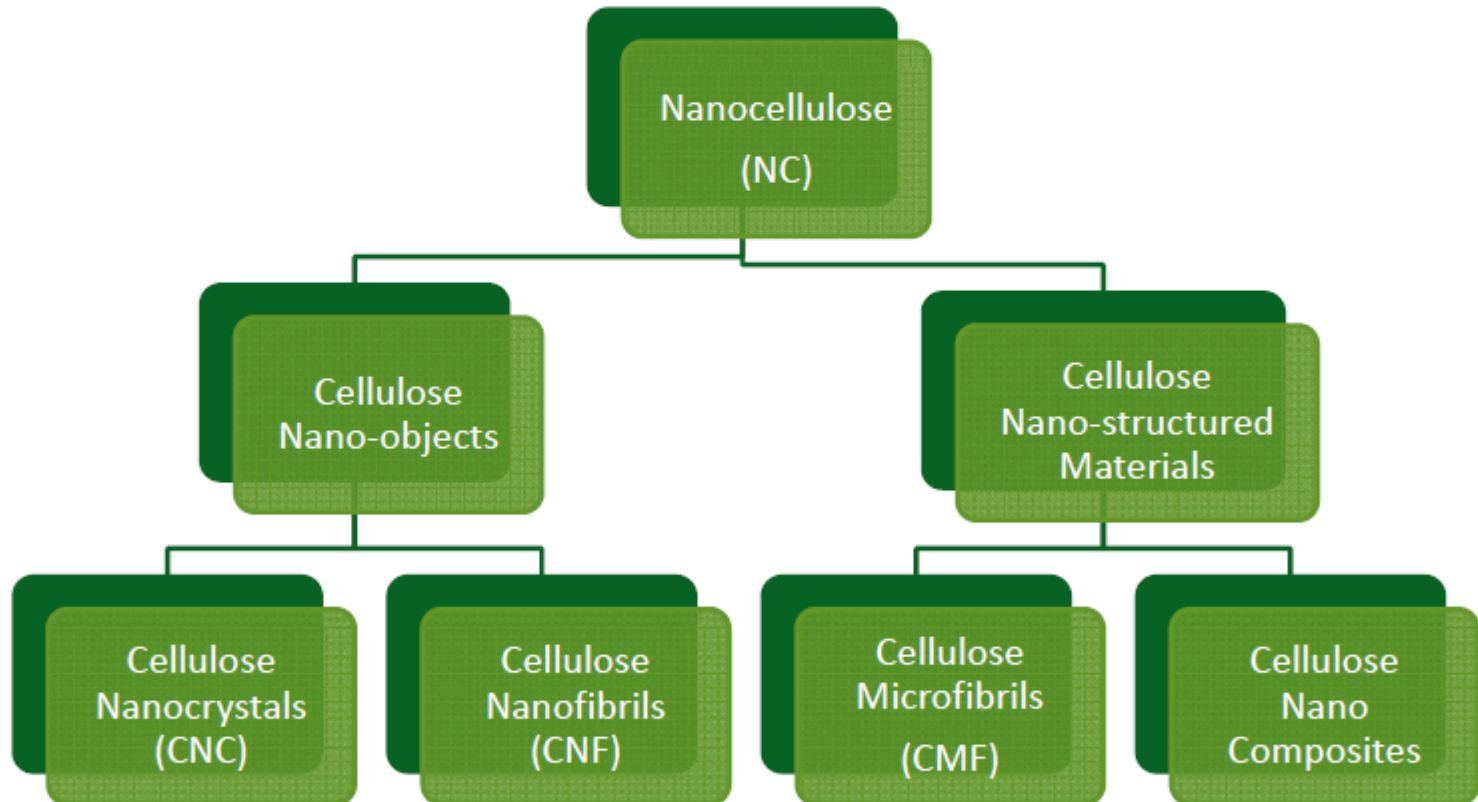 Nanocellulose
(NC)
Cellulose
Nano-objects
Cellulose
Nano-structured
Materials
Cellulose
Nanocrystals
(CNC)
Cellulose
Nanofibrils
(CNF)
Cellulose
Microfibrils
(CMF)
Cellulose
Nano
Composites